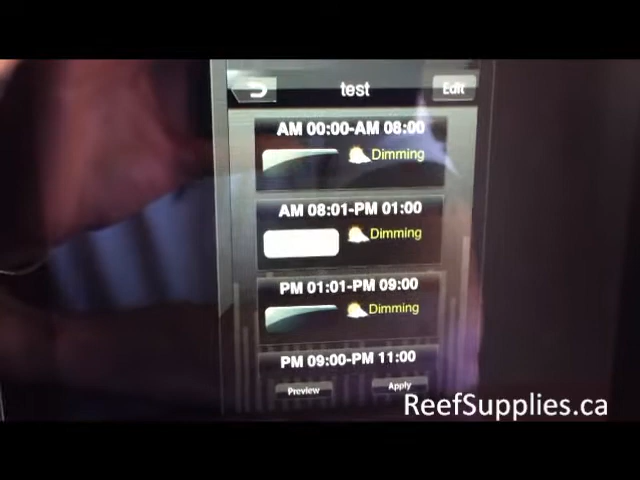 test Edit
AM 00:00-AM 08:00
Dimming
AM 08:01-PM 01:00
Dimming
PM 01:01-PM 09:00
Dimming
PM 09:00-PM 11:00
Preview Apply
ReefSupplies.ca